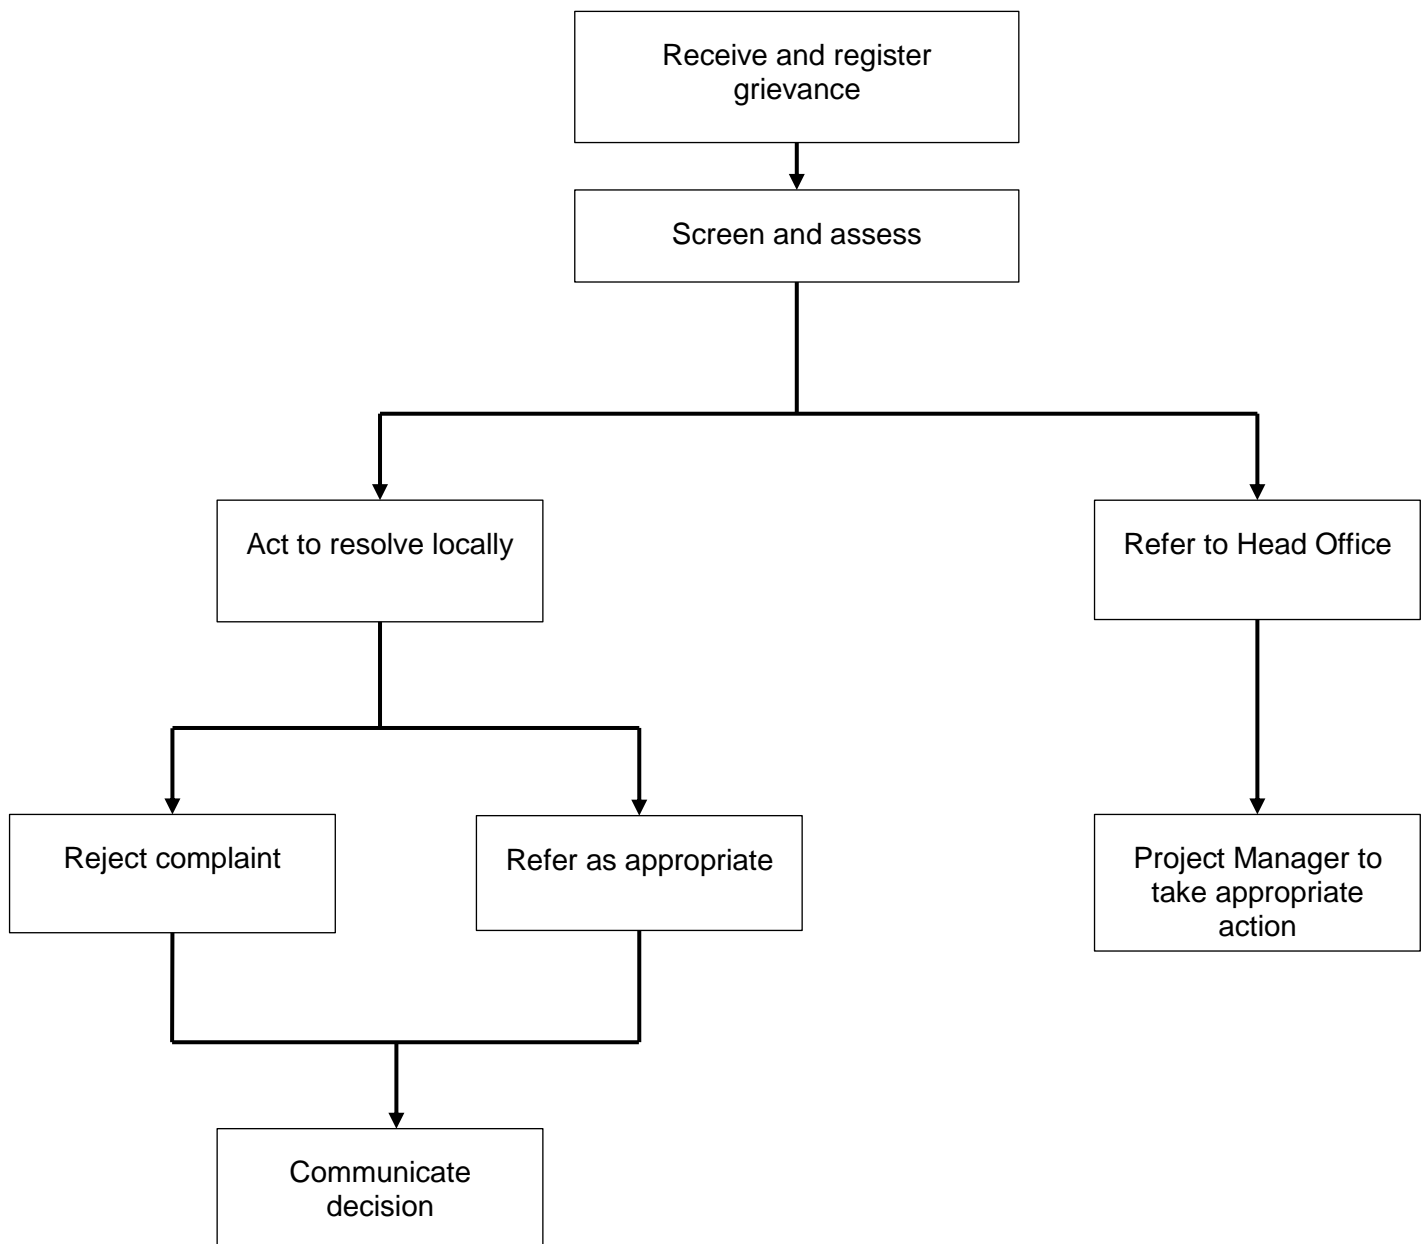 Receive and register
grievance
Screen and assess
Act to resolve locally
Refer to Head Office
Reject complaint
Refer as appropriate
Project Manager to
take appropriate
action
Communicate
decision